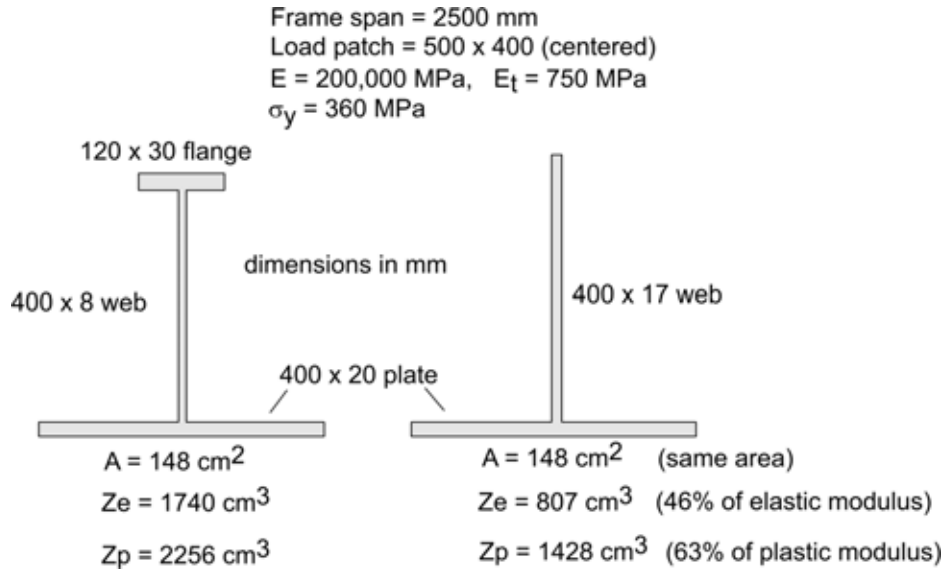 Frame span = 2500 mm
Load patch = 500 x 400 (centered)
E = 200,000 MPa, Et = 750 MPa
σy = 360 MPa
120 x 30 flange
dimensions in mm
400 x 8 web
400 x 17 web
400 x 20 plate
A = 148 cm2
A = 148 cm2 (same area)
Ze = 1740 cm3
Ze = 807 cm3 (46% of elastic modulus)
Zp = 2256 cm3
Zp = 1428 cm3 (63% of plastic modulus)